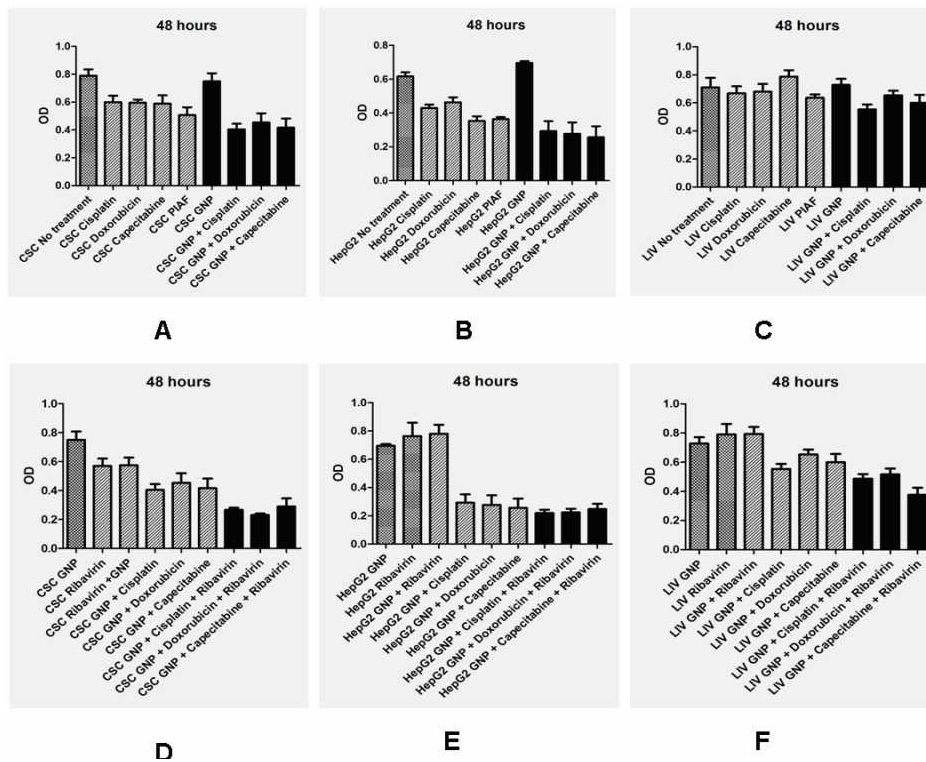 48 hours
OD
1.0
0.8
0.6
0.4
0.2
0.0
CSC No treatment
CSC Cisplatin
CSC Doxorubicin
CSC Capecitabine
CSC PIAF
CSC GNP
CSC GNP + Cisplatin
CSC GNP + Doxorubicin
CSC GNP + Capecitabine
A
48 hours
OD
0.8
0.6
0.4
0.2
0.0
HepG2 No treatment
HepG2 Cisplatin
HepG2 Doxorubicin
HepG2 Capecitabine
HepG2 PIAF
HepG2 GNP
HepG2 GNP + Cisplatin
HepG2 GNP + Doxorubicin
HepG2 GNP + Capecitabine
B
48 hours
OD
1.0
0.8
0.6
0.4
0.2
0.0
LIV No treatment
LIV Cisplatin
LIV Doxorubicin
LIV Capecitabine
LIV PIAF
LIV GNP
LIV GNP + Cisplatin
LIV GNP + Doxorubicin
LIV GNP + Capecitabine
C
48 hours
OD
1.0
0.8
0.6
0.4
0.2
0.0
CSC GNP
CSC Ribavirin
CSC Ribavirin + GNP
CSC GNP + Cisplatin
CSC GNP + Doxorubicin
CSC GNP + Capecitabine
CSC GNP + Cisplatin + Ribavirin
CSC GNP + Doxorubicin + Ribavirin
CSC GNP + Capecitabine + Ribavirin
D
48 hours
OD
1.0
0.8
0.6
0.4
0.2
0.0
HepG2 GNP
HepG2 Ribavirin
HepG2 GNP + Ribavirin
HepG2 GNP + Cisplatin
HepG2 GNP + Doxorubicin
HepG2 GNP + Capecitabine
HepG2 GNP + Cisplatin + Ribavirin
HepG2 GNP + Doxorubicin + Ribavirin
HepG2 GNP + Capecitabine + Ribavirin
E
48 hours
OD
1.0
0.8
0.6
0.4
0.2
0.0
LIV GNP
LIV Ribavirin
LIV GNP + Ribavirin
LIV GNP + Cisplatin
LIV GNP + Doxorubicin
LIV GNP + Capecitabine
LIV GNP + Cisplatin + Ribavirin
LIV GNP + Doxorubicin + Ribavirin
LIV GNP + Capecitabine + Ribavirin
F